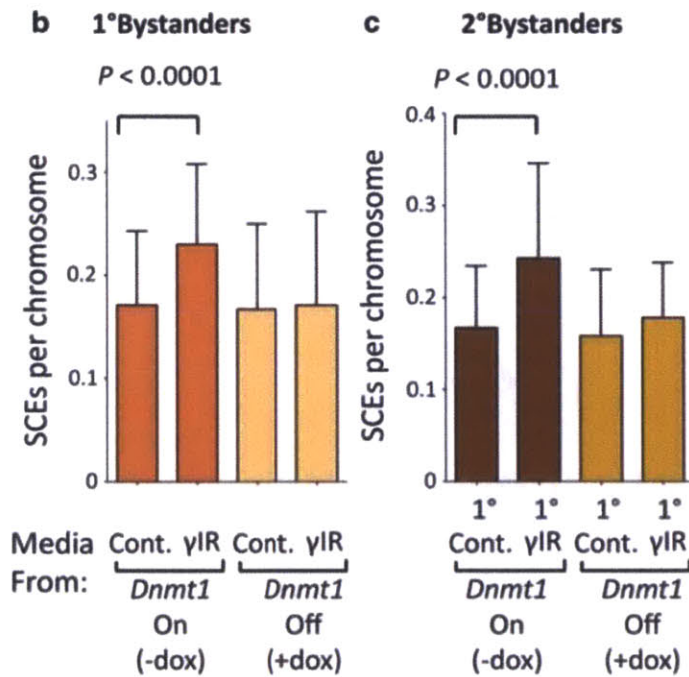 b 1°Bystanders
P < 0.0001
SCEs per chromosome
0.3
0.2
0.1
0
Media From:
Cont. γIR Cont. γIR
Dnmt1 Dnmt1
On Off
(-dox) (+dox)
c 2°Bystanders
P < 0.0001
SCEs per chromosome
0.4
0.3
0.2
0.1
0
1° 1° 1° 1°
Cont. γIR Cont. γIR
Dnmt1 Dnmt1
On Off
(-dox) (+dox)